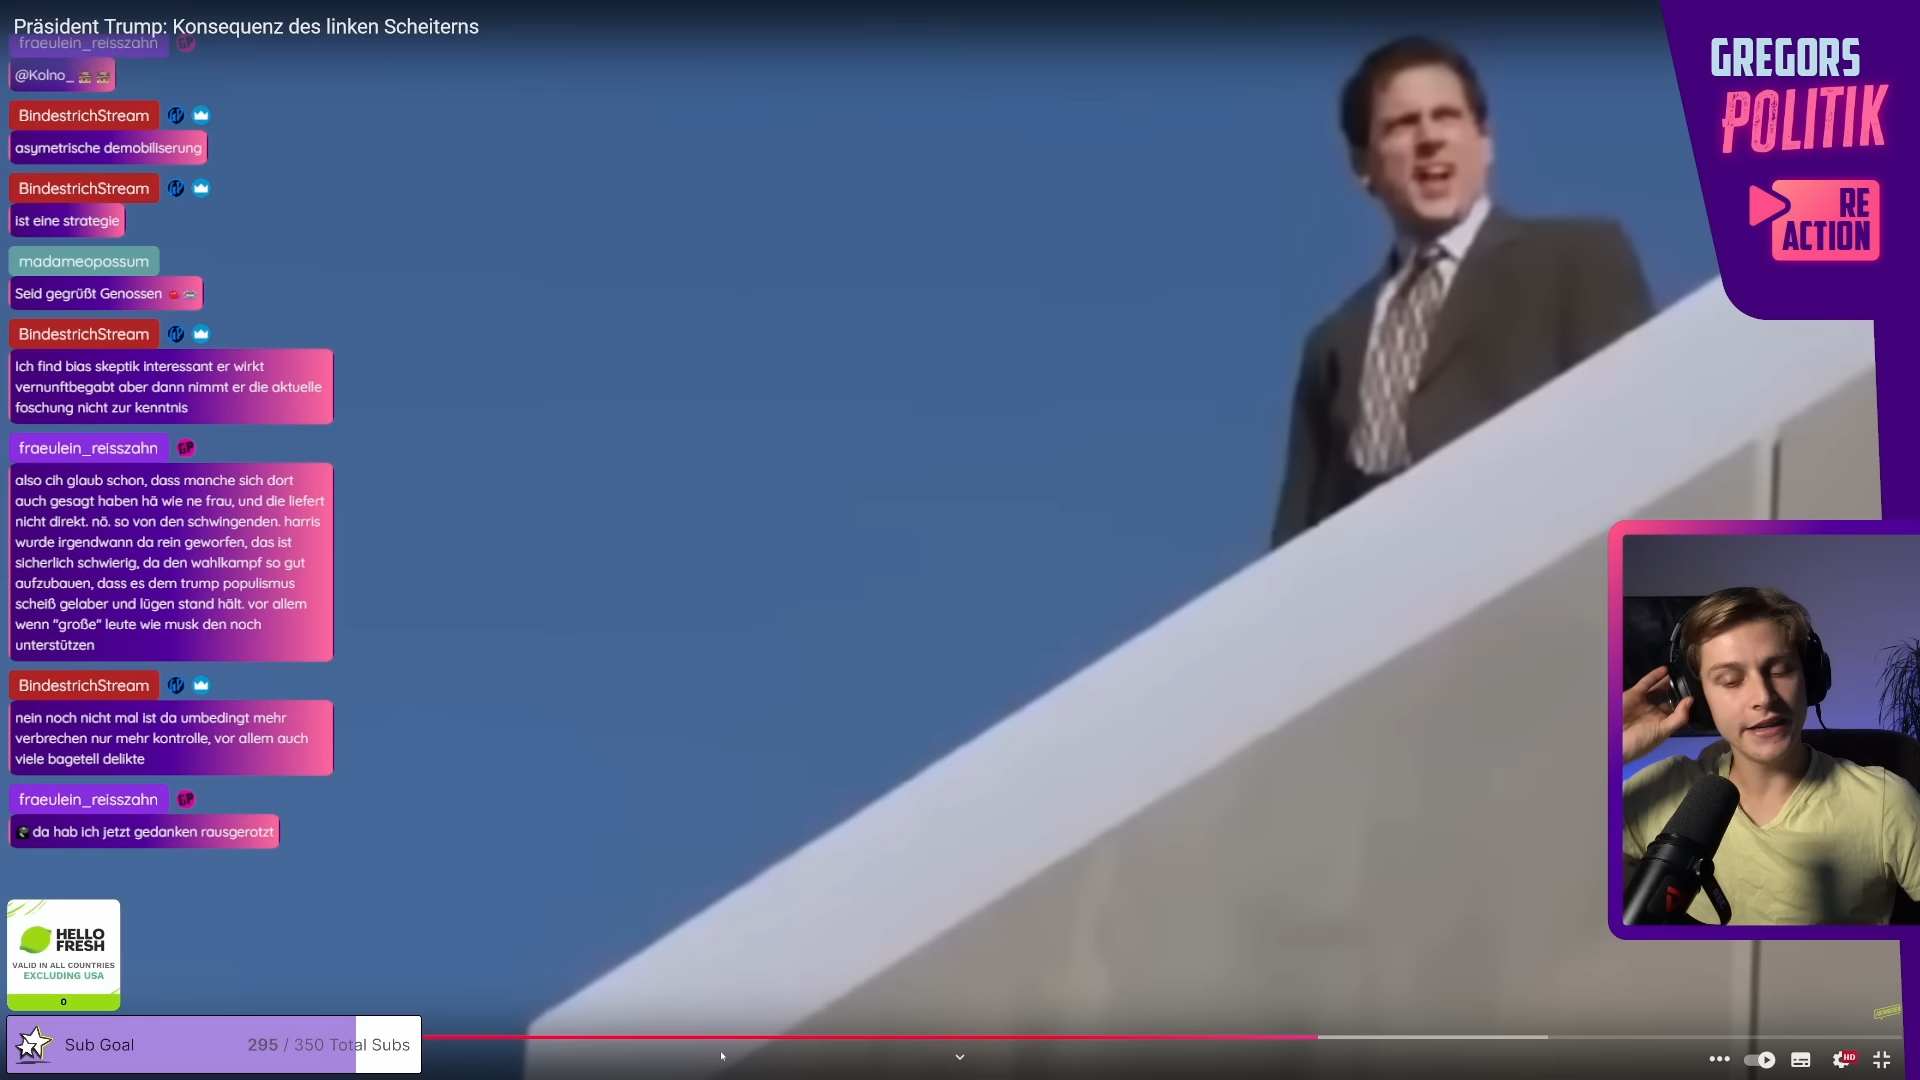 Präsident Trump: Konsequenz des linken Scheiterns
fraeulein_reisszahn
@Kolno_
BindestrichStream
asymetrische demobiliserung
BindestrichStream
ist eine strategie
madameopossum
Seid gegrüßt Genossen
BindestrichStream
Ich find bias skeptik interessant er wirkt
vernunftbegabt aber dann nimmt er die aktuelle
foschung nicht zur kenntnis
fraeulein_reisszahn
also cih glaub schon, dass manche sich dort
auch gesagt haben hä wie ne frau, und die liefert
nicht direkt. nö. so von den schwingenden. harris
wurde irgendwann da rein geworfen, das ist
sicherlich schwierig, da den wahlkampf so gut
aufzubauen, dass es dem trump populismus
scheiß gelaber und lügen stand hält. vor allem
wenn "große" leute wie musk den noch
unterstützen
BindestrichStream
nein noch nicht mal ist da umbedingt mehr
verbrechen nur mehr kontrolle, vor allem auch
viele bagetell delikte
fraeulein_reisszahn
da hab ich jetzt gedanken rausgerotzt
HELLO
FRESH
VALID IN ALL COUNTRIES
EXCLUDING USA
0
Sub Goal 295 / 350 Total Subs
GREGORS
POLITIK
RE
ACTION
HD